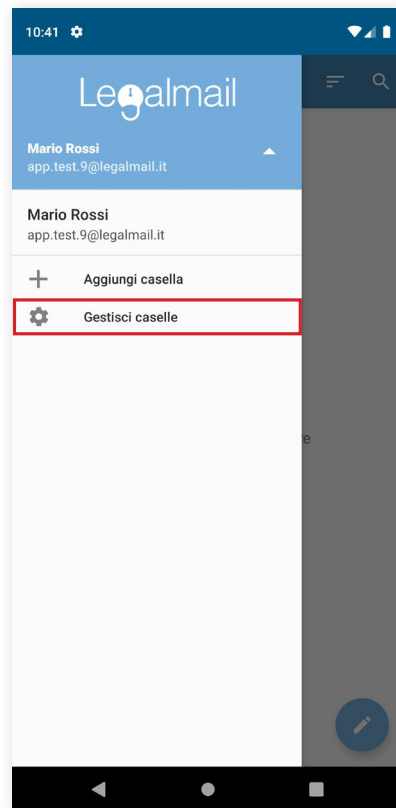 10:41
Legalmail
Mario Rossi
app.test.9@legalmail.it
Mario Rossi
app.test.9@legalmail.it
Aggiungi casella
Gestisci caselle
e